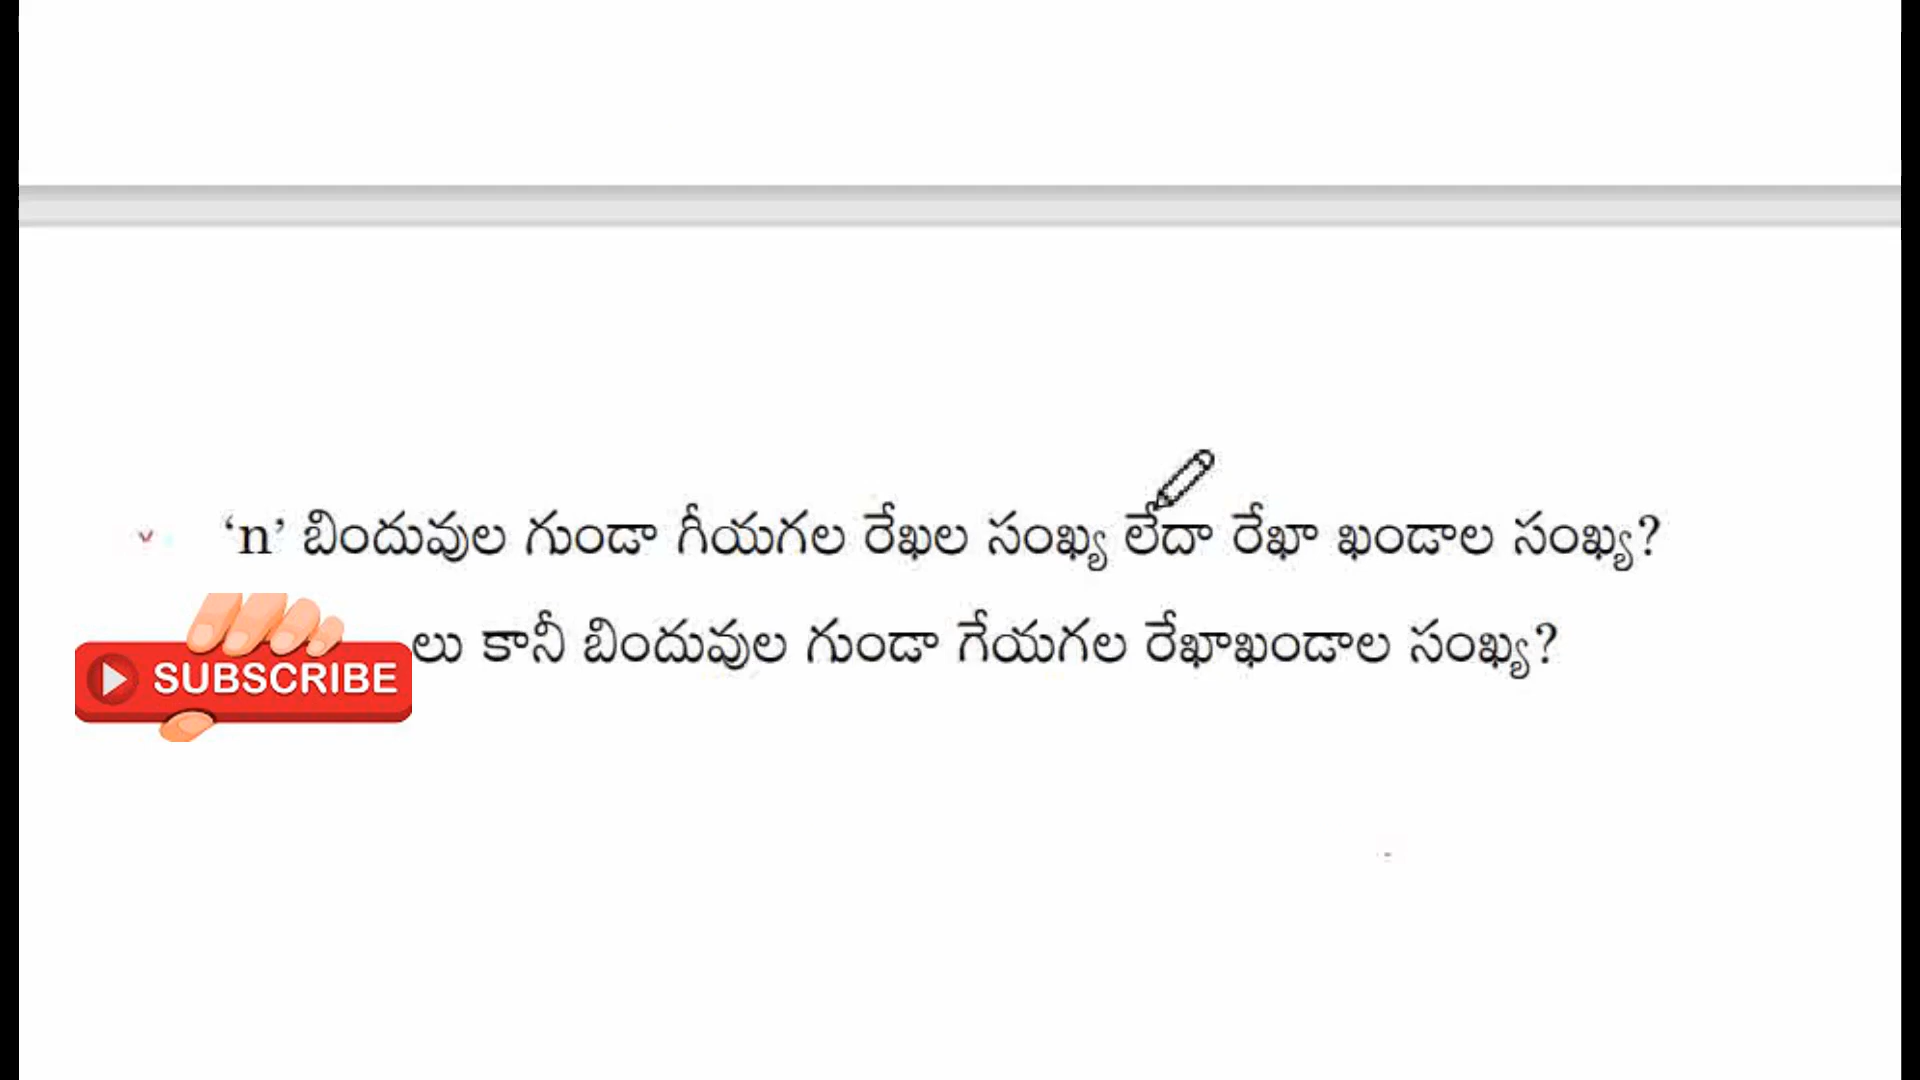 ‘n’ బిందువుల గుండా గీయగల రేఖల సంఖ్య లేదా రేఖా ఖండాల సంఖ్య?
లు కానీ బిందువుల గుండా గేయగల రేఖాఖండాల సంఖ్య?
SUBSCRIBE